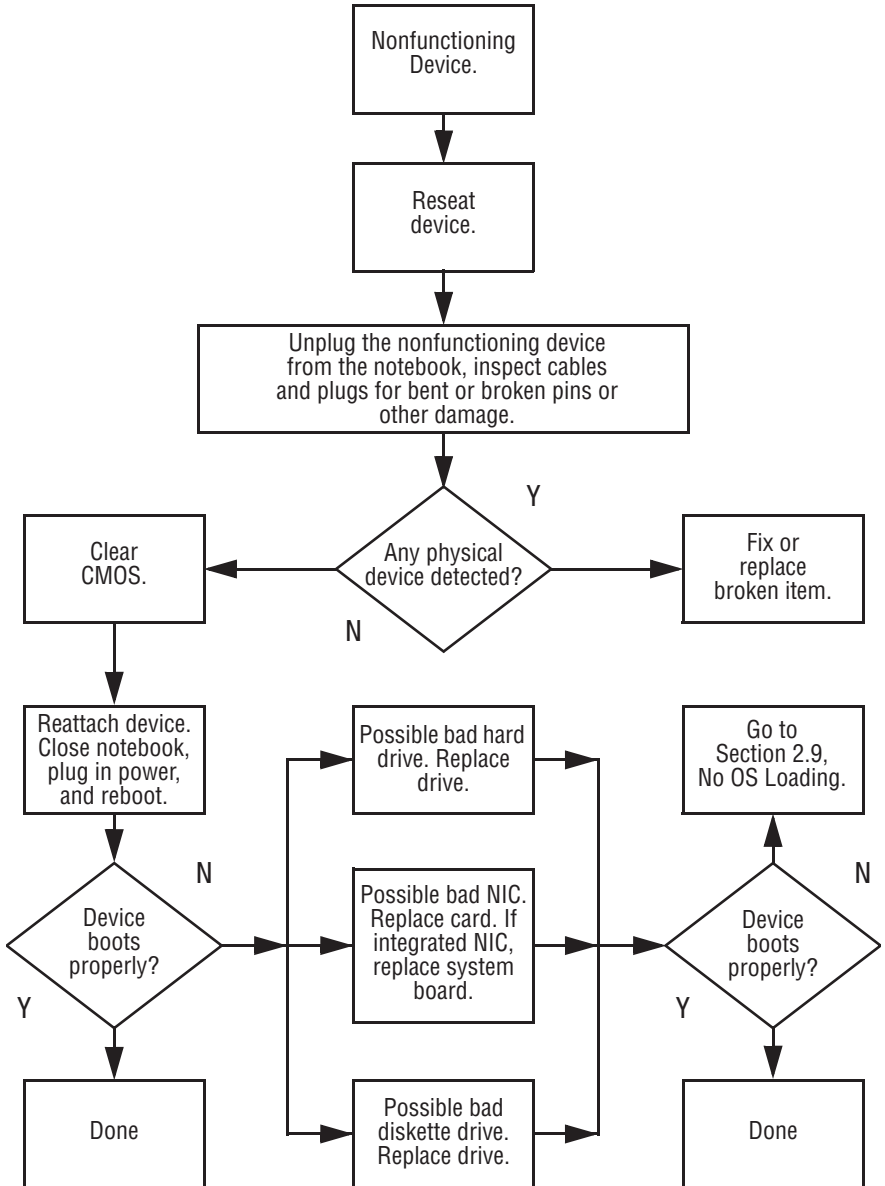 Nonfunctioning
Device.
Reseat
device.
Unplug the nonfunctioning device
from the notebook, inspect cables
and plugs for bent or broken pins or
other damage.
Y
Clear
CMOS.
Any physical
device detected?
Fix or
replace
broken item.
N
Reattach device.
Close notebook,
plug in power,
and reboot.
Possible bad hard
drive. Replace
drive.
Go to
Section 2.9,
No OS Loading.
N
N
Device
boots
properly?
Possible bad NIC.
Replace card. If
integrated NIC,
replace system
board.
Device
boots
properly?
Y
Y
Done
Possible bad
diskette drive.
Replace drive.
Done